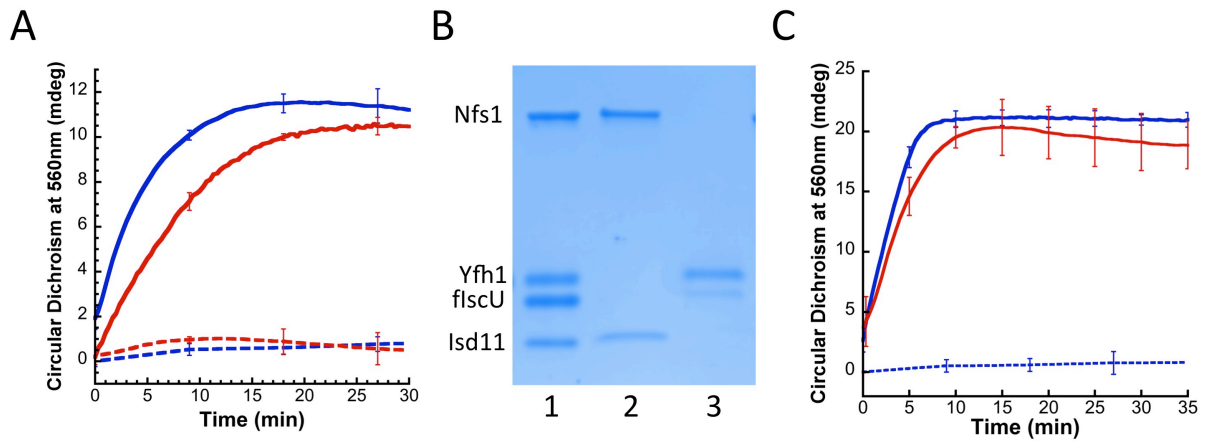 A
Circular Dichroism at 560nm (mdeg)
12
10
8
6
4
2
0
0 5 10 15 20 25 30
Time (min)
B
Nfs1
Yfh1
fIscU
Isd11
1 2 3
C
Circular Dichroism at 560nm (mdeg)
25
20
15
10
5
0
0 5 10 15 20 25 30 35
Time (min)